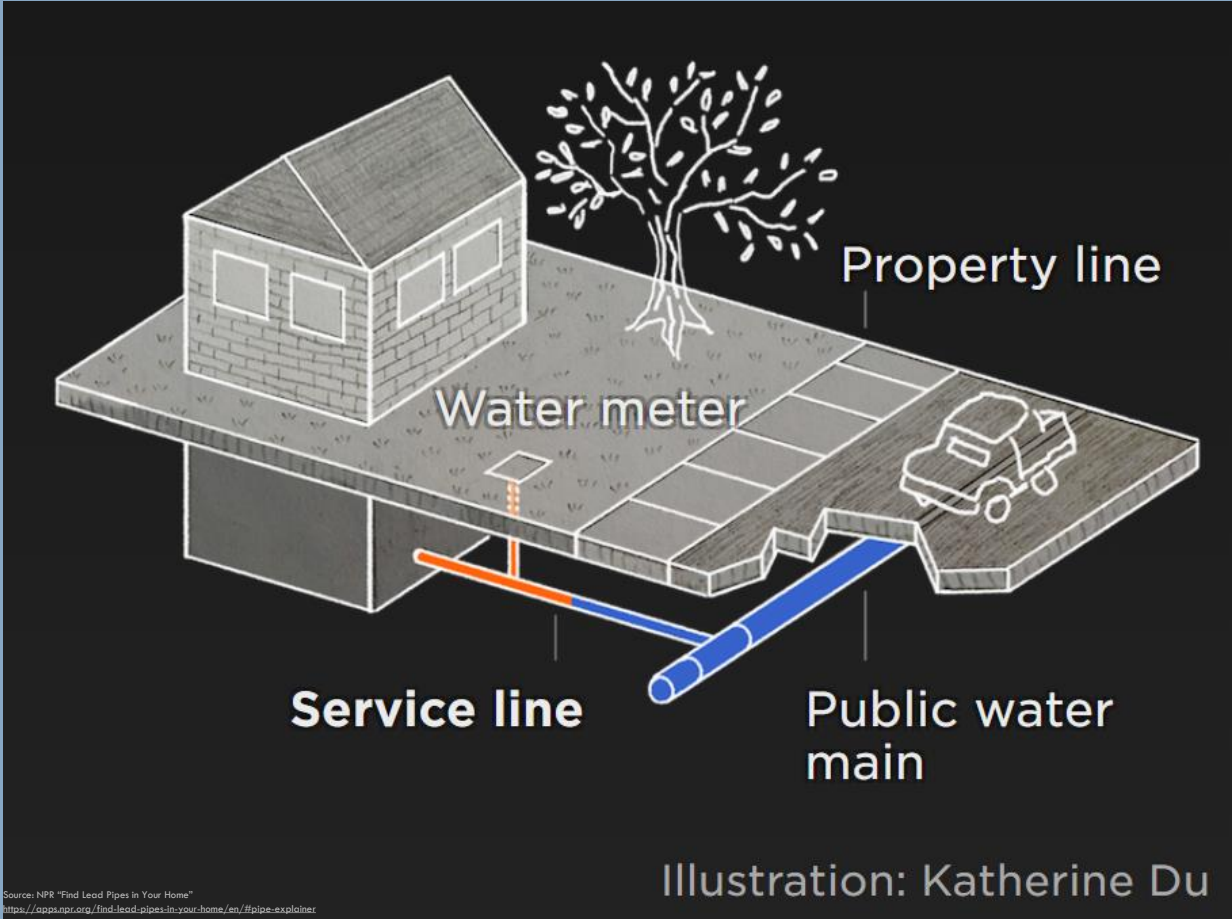 Property line
Water meter
Service line
Public water
main
Illustration: Katherine Du
Source: NPR “Find Lead Pipes in Your Home”
https://apps.npr.org/find-lead-pipes-in-your-home/en/#pipe-explainer